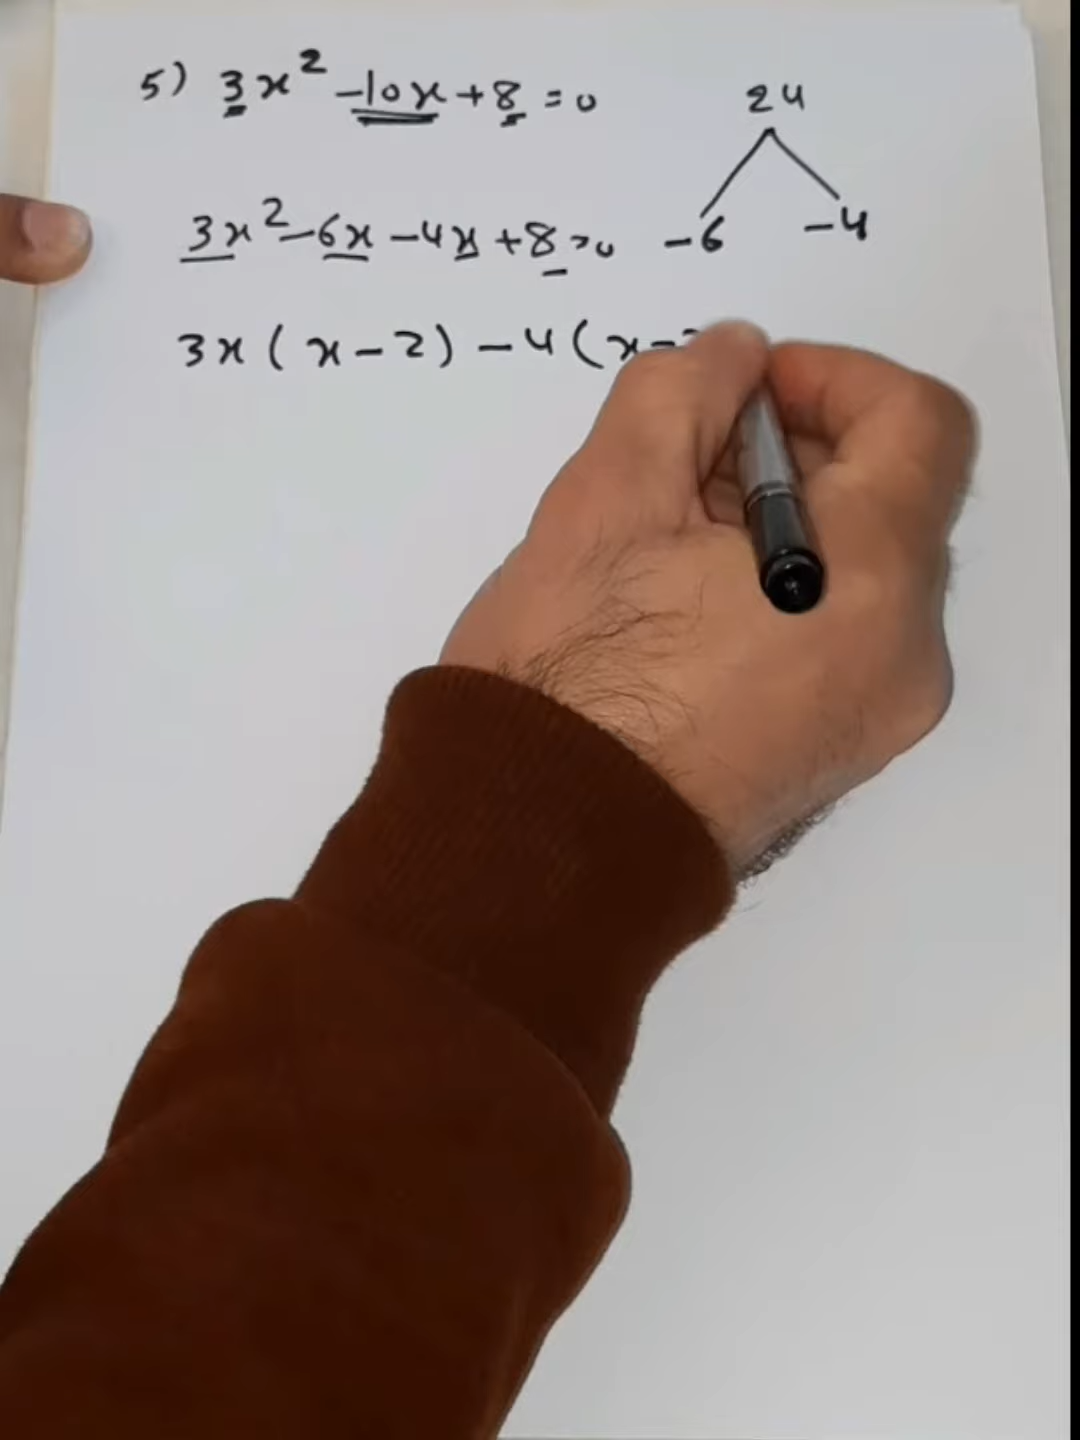 5) 3x² -10x + 8 = 0
24
3x² - 6x - 4x + 8 = 0
-6 -4
3x ( x - 2 ) - 4 ( x -